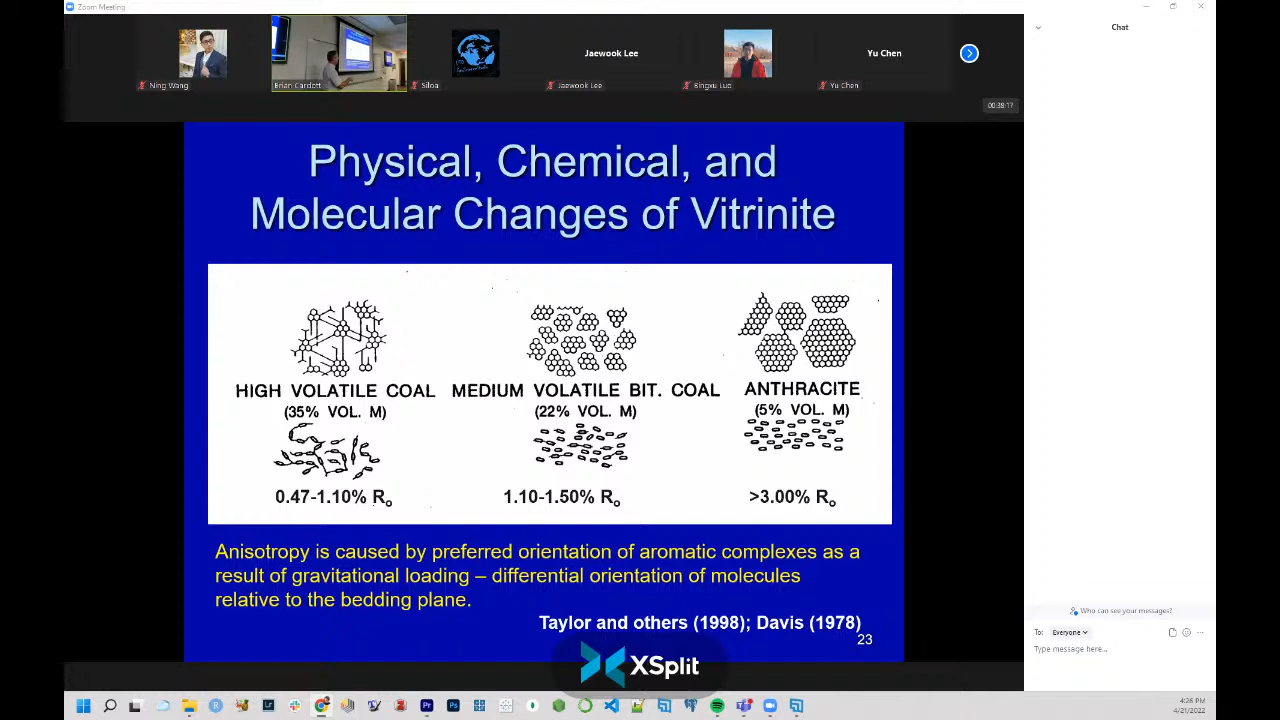 Zoom Meeting
Chat
Jaewook Lee
Yu Chen
Ning Wang
Brian Cardott
Siloa
Jaewook Lee
Bingxu Luo
Yu Chen
00:38:17
Physical, Chemical, and
Molecular Changes of Vitrinite
HIGH VOLATILE COAL
(35% VOL. M)
0.47-1.10% Ro
MEDIUM VOLATILE BIT. COAL
(22% VOL. M)
1.10-1.50% Ro
ANTHRACITE
(5% VOL. M)
>3.00% Ro
Anisotropy is caused by preferred orientation of aromatic complexes as a
result of gravitational loading – differential orientation of molecules
relative to the bedding plane.
Taylor and others (1998); Davis (1978)
23
XSplit
Who can see your messages?
To: Everyone
Type message here...
4:26 PM
4/21/2022